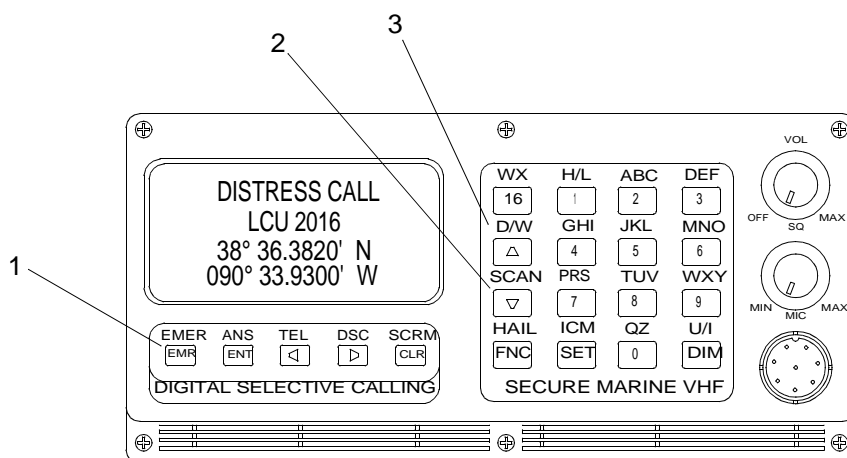 2
3
1
DISTRESS CALL
LCU 2016
38° 36.3820' N
090° 33.9300' W
EMER ANS TEL DSC SCRM
EMR ENT CLR
DIGITAL SELECTIVE CALLING
WX H/L ABC DEF
16 1 2 3
D/W GHI JKL MNO
4 5 6
SCAN PRS TUV WXY
7 8 9
HAIL ICM QZ U/I
FNC SET 0 DIM
SECURE MARINE VHF
VOL
OFF SQ MAX
MIN MIC MAX